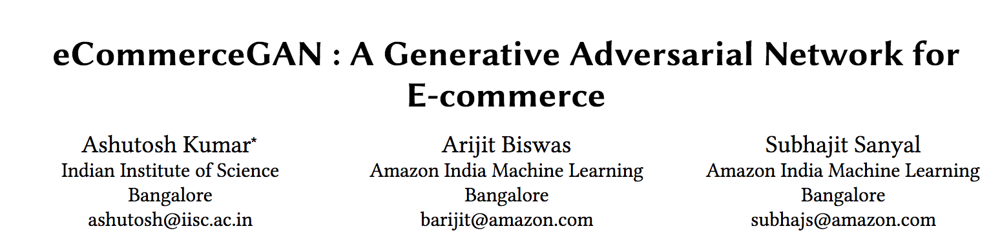 eCommerceGAN : A Generative Adversarial Network for
E-commerce
Ashutosh Kumar*
Indian Institute of Science
Bangalore
ashutosh@iisc.ac.in
Arijit Biswas
Amazon India Machine Learning
Bangalore
barijit@amazon.com
Subhajit Sanyal
Amazon India Machine Learning
Bangalore
subhajs@amazon.com